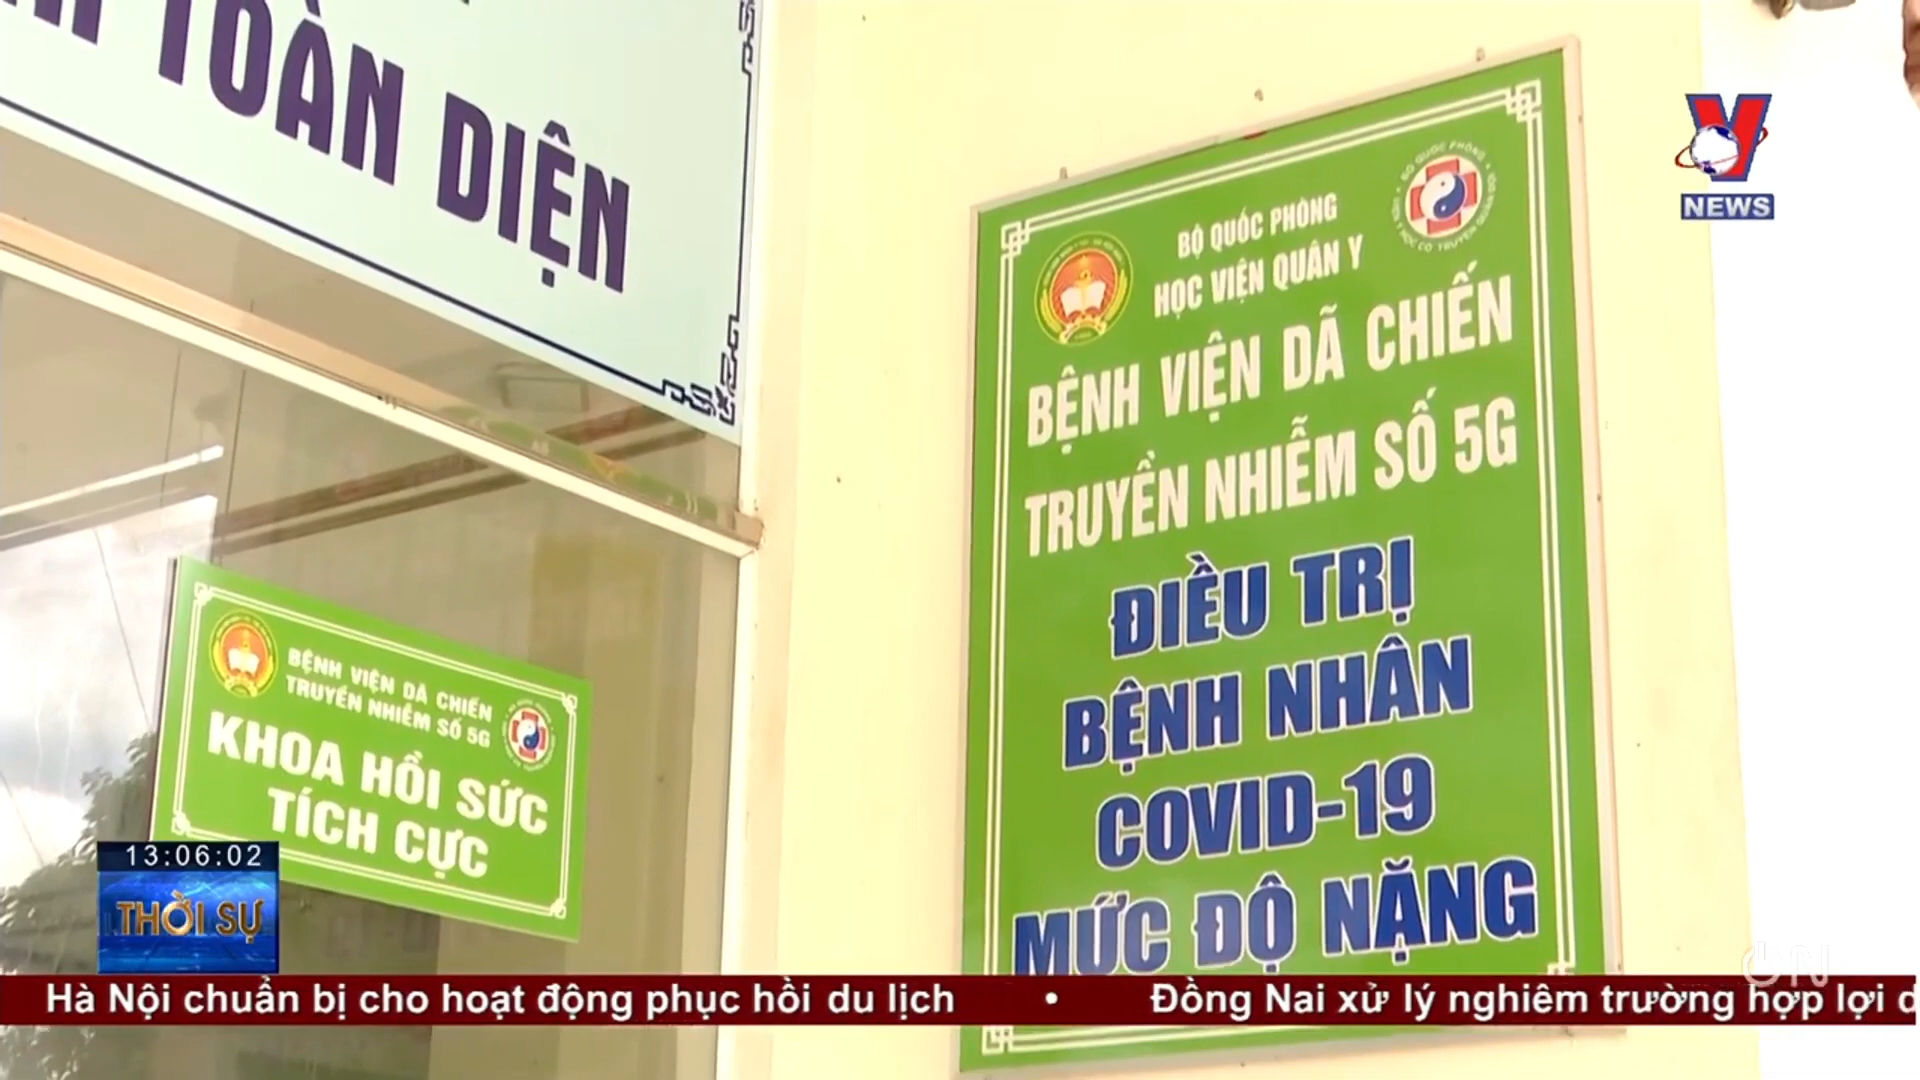 TOÀN DIỆN
NEWS
BỘ QUỐC PHÒNG
HỌC VIỆN QUÂN Y
BỆNH VIỆN DÃ CHIẾN
TRUYỀN NHIỄM SỐ 5G
ĐIỀU TRỊ
BỆNH NHÂN
COVID-19
MỨC ĐỘ NẶNG
BỆNH VIỆN DÃ CHIẾN
TRUYỀN NHIỄM SỐ 5G
KHOA HỒI SỨC
TÍCH CỰC
13:06:02
THỜI SỰ
ON
Hà Nội chuẩn bị cho hoạt động phục hồi du lịch • Đồng Nai xử lý nghiêm trường hợp lợi